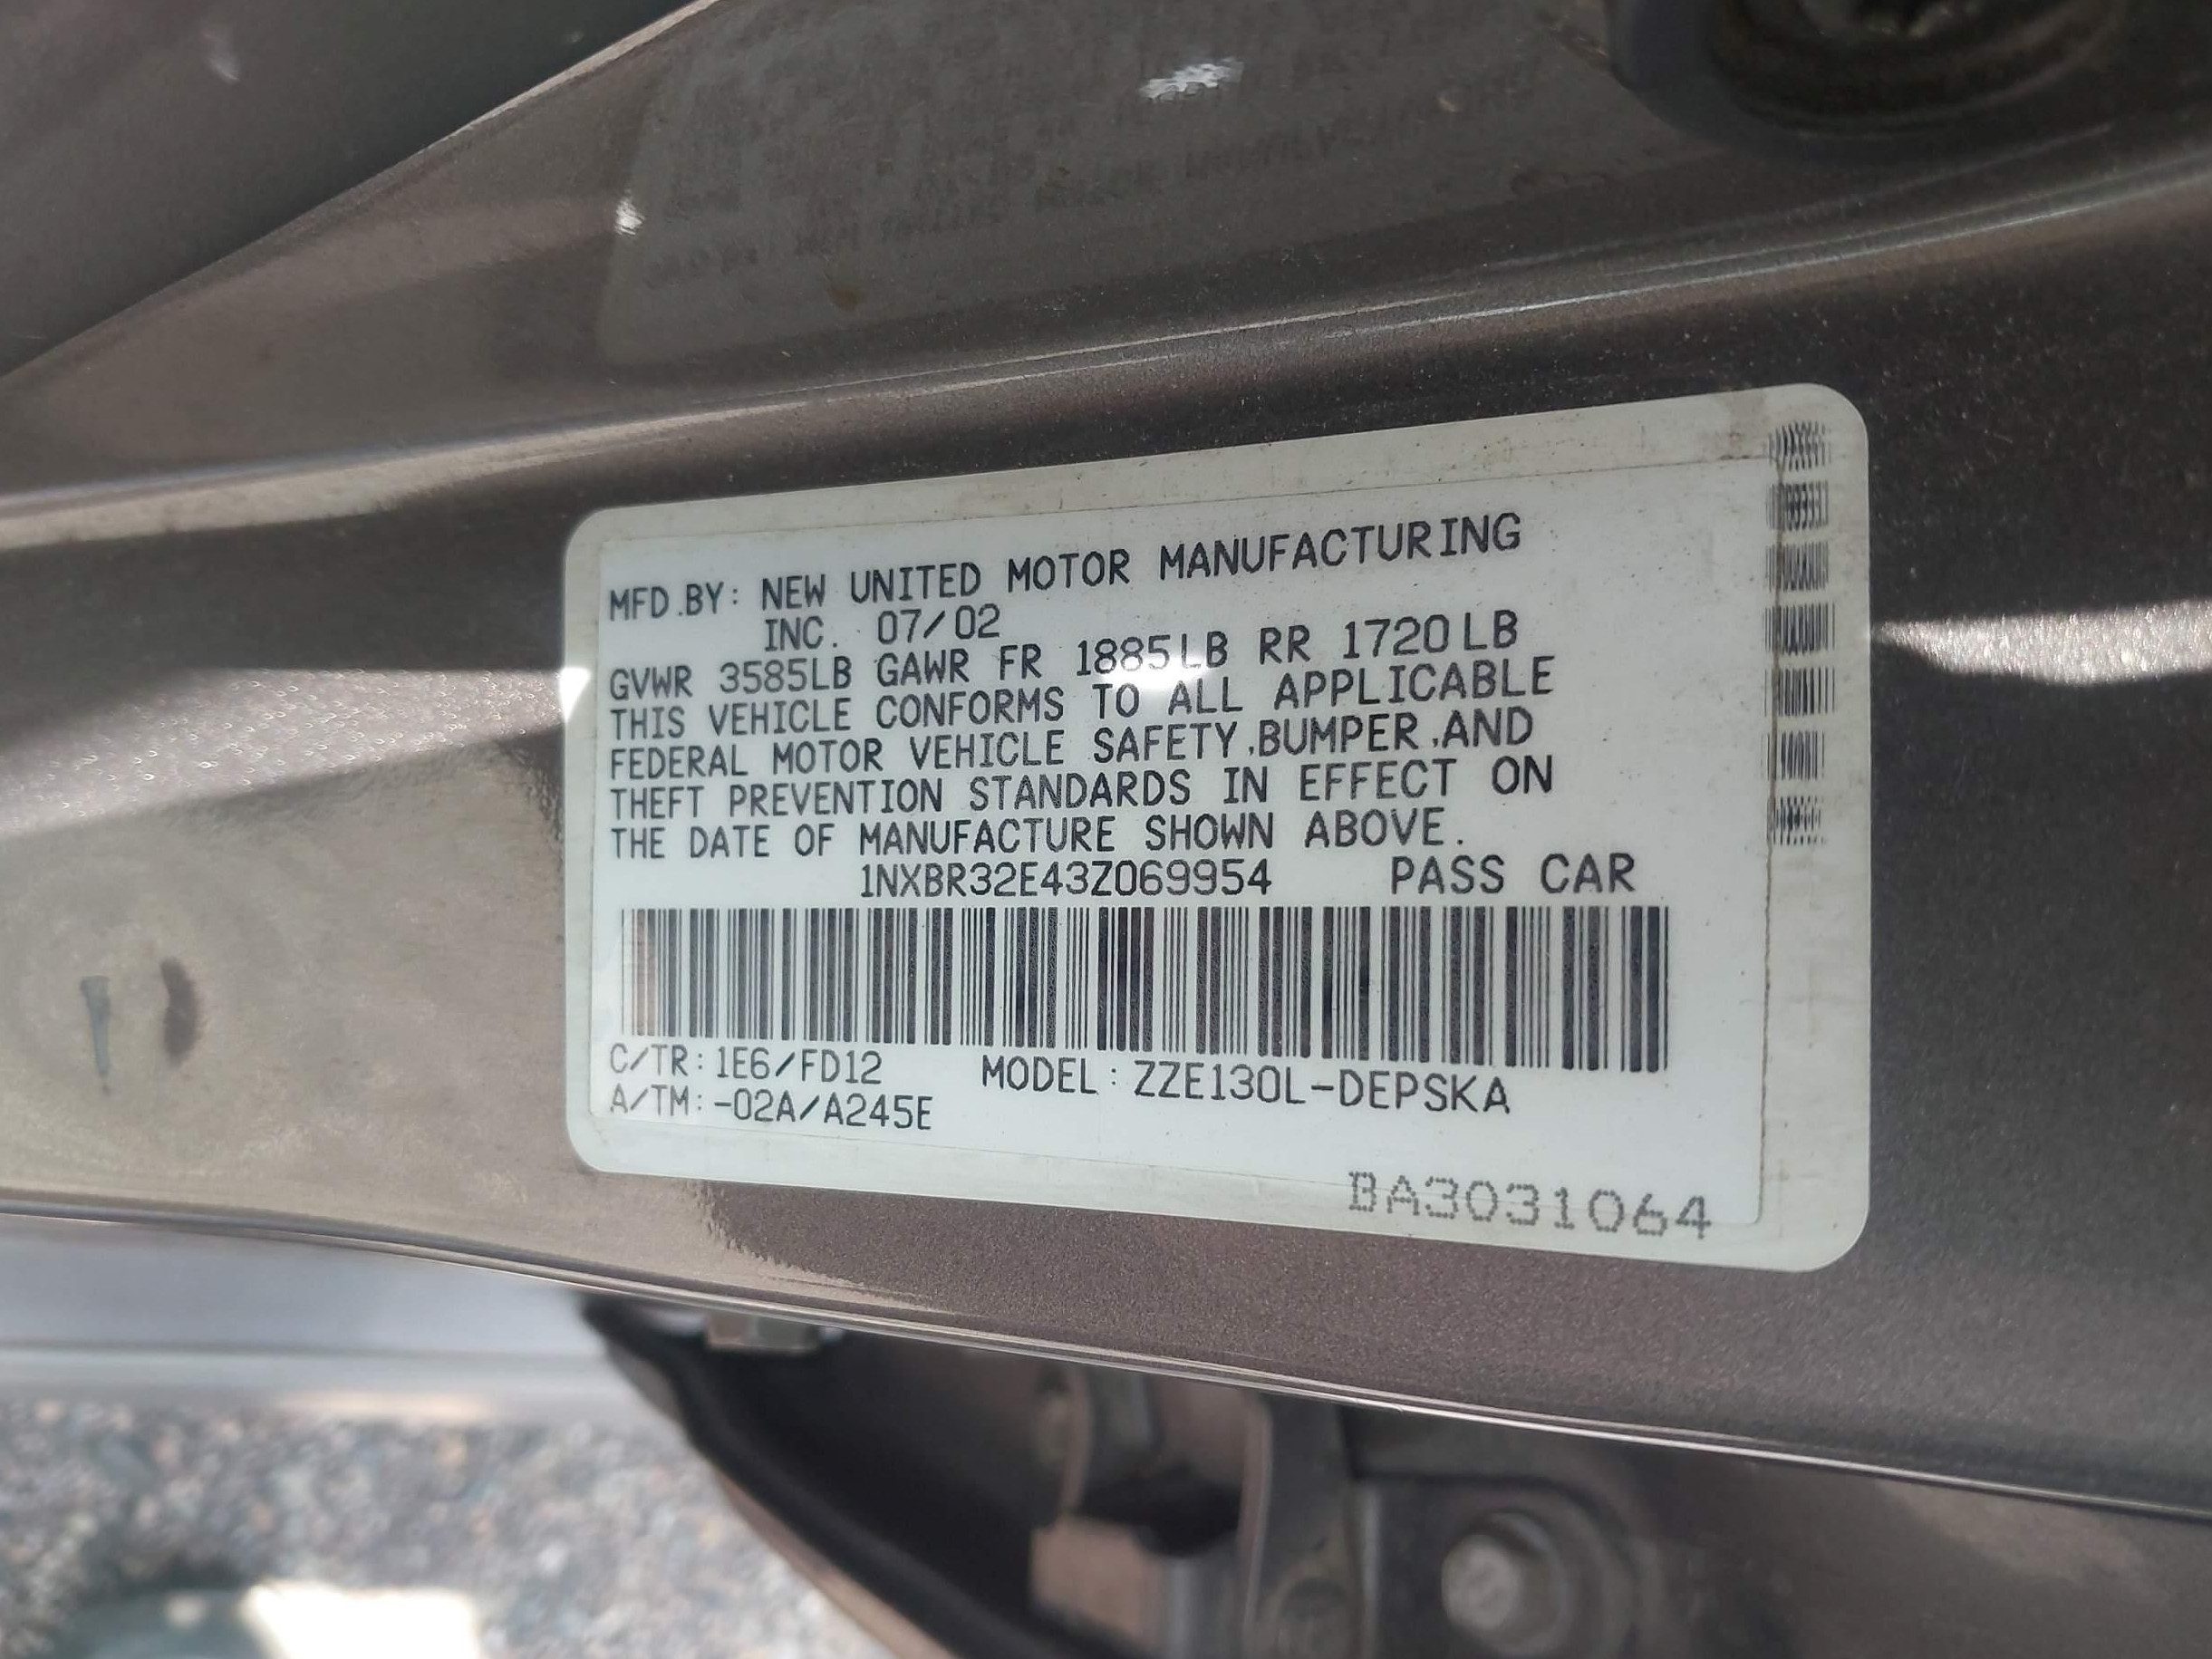 MFD.BY: NEW UNITED MOTOR MANUFACTURING
INC. 07/02
GVWR 3585LB GAWR FR 1885LB RR 1720LB
THIS VEHICLE CONFORMS TO ALL APPLICABLE
FEDERAL MOTOR VEHICLE SAFETY,BUMPER,AND
THEFT PREVENTION STANDARDS IN EFFECT ON
THE DATE OF MANUFACTURE SHOWN ABOVE.
1NXBR32E43Z069954 PASS CAR
C/TR: 1E6/FD12 MODEL: ZZE130L-DEPSKA
A/TM: -02A/A245E
BA3031064